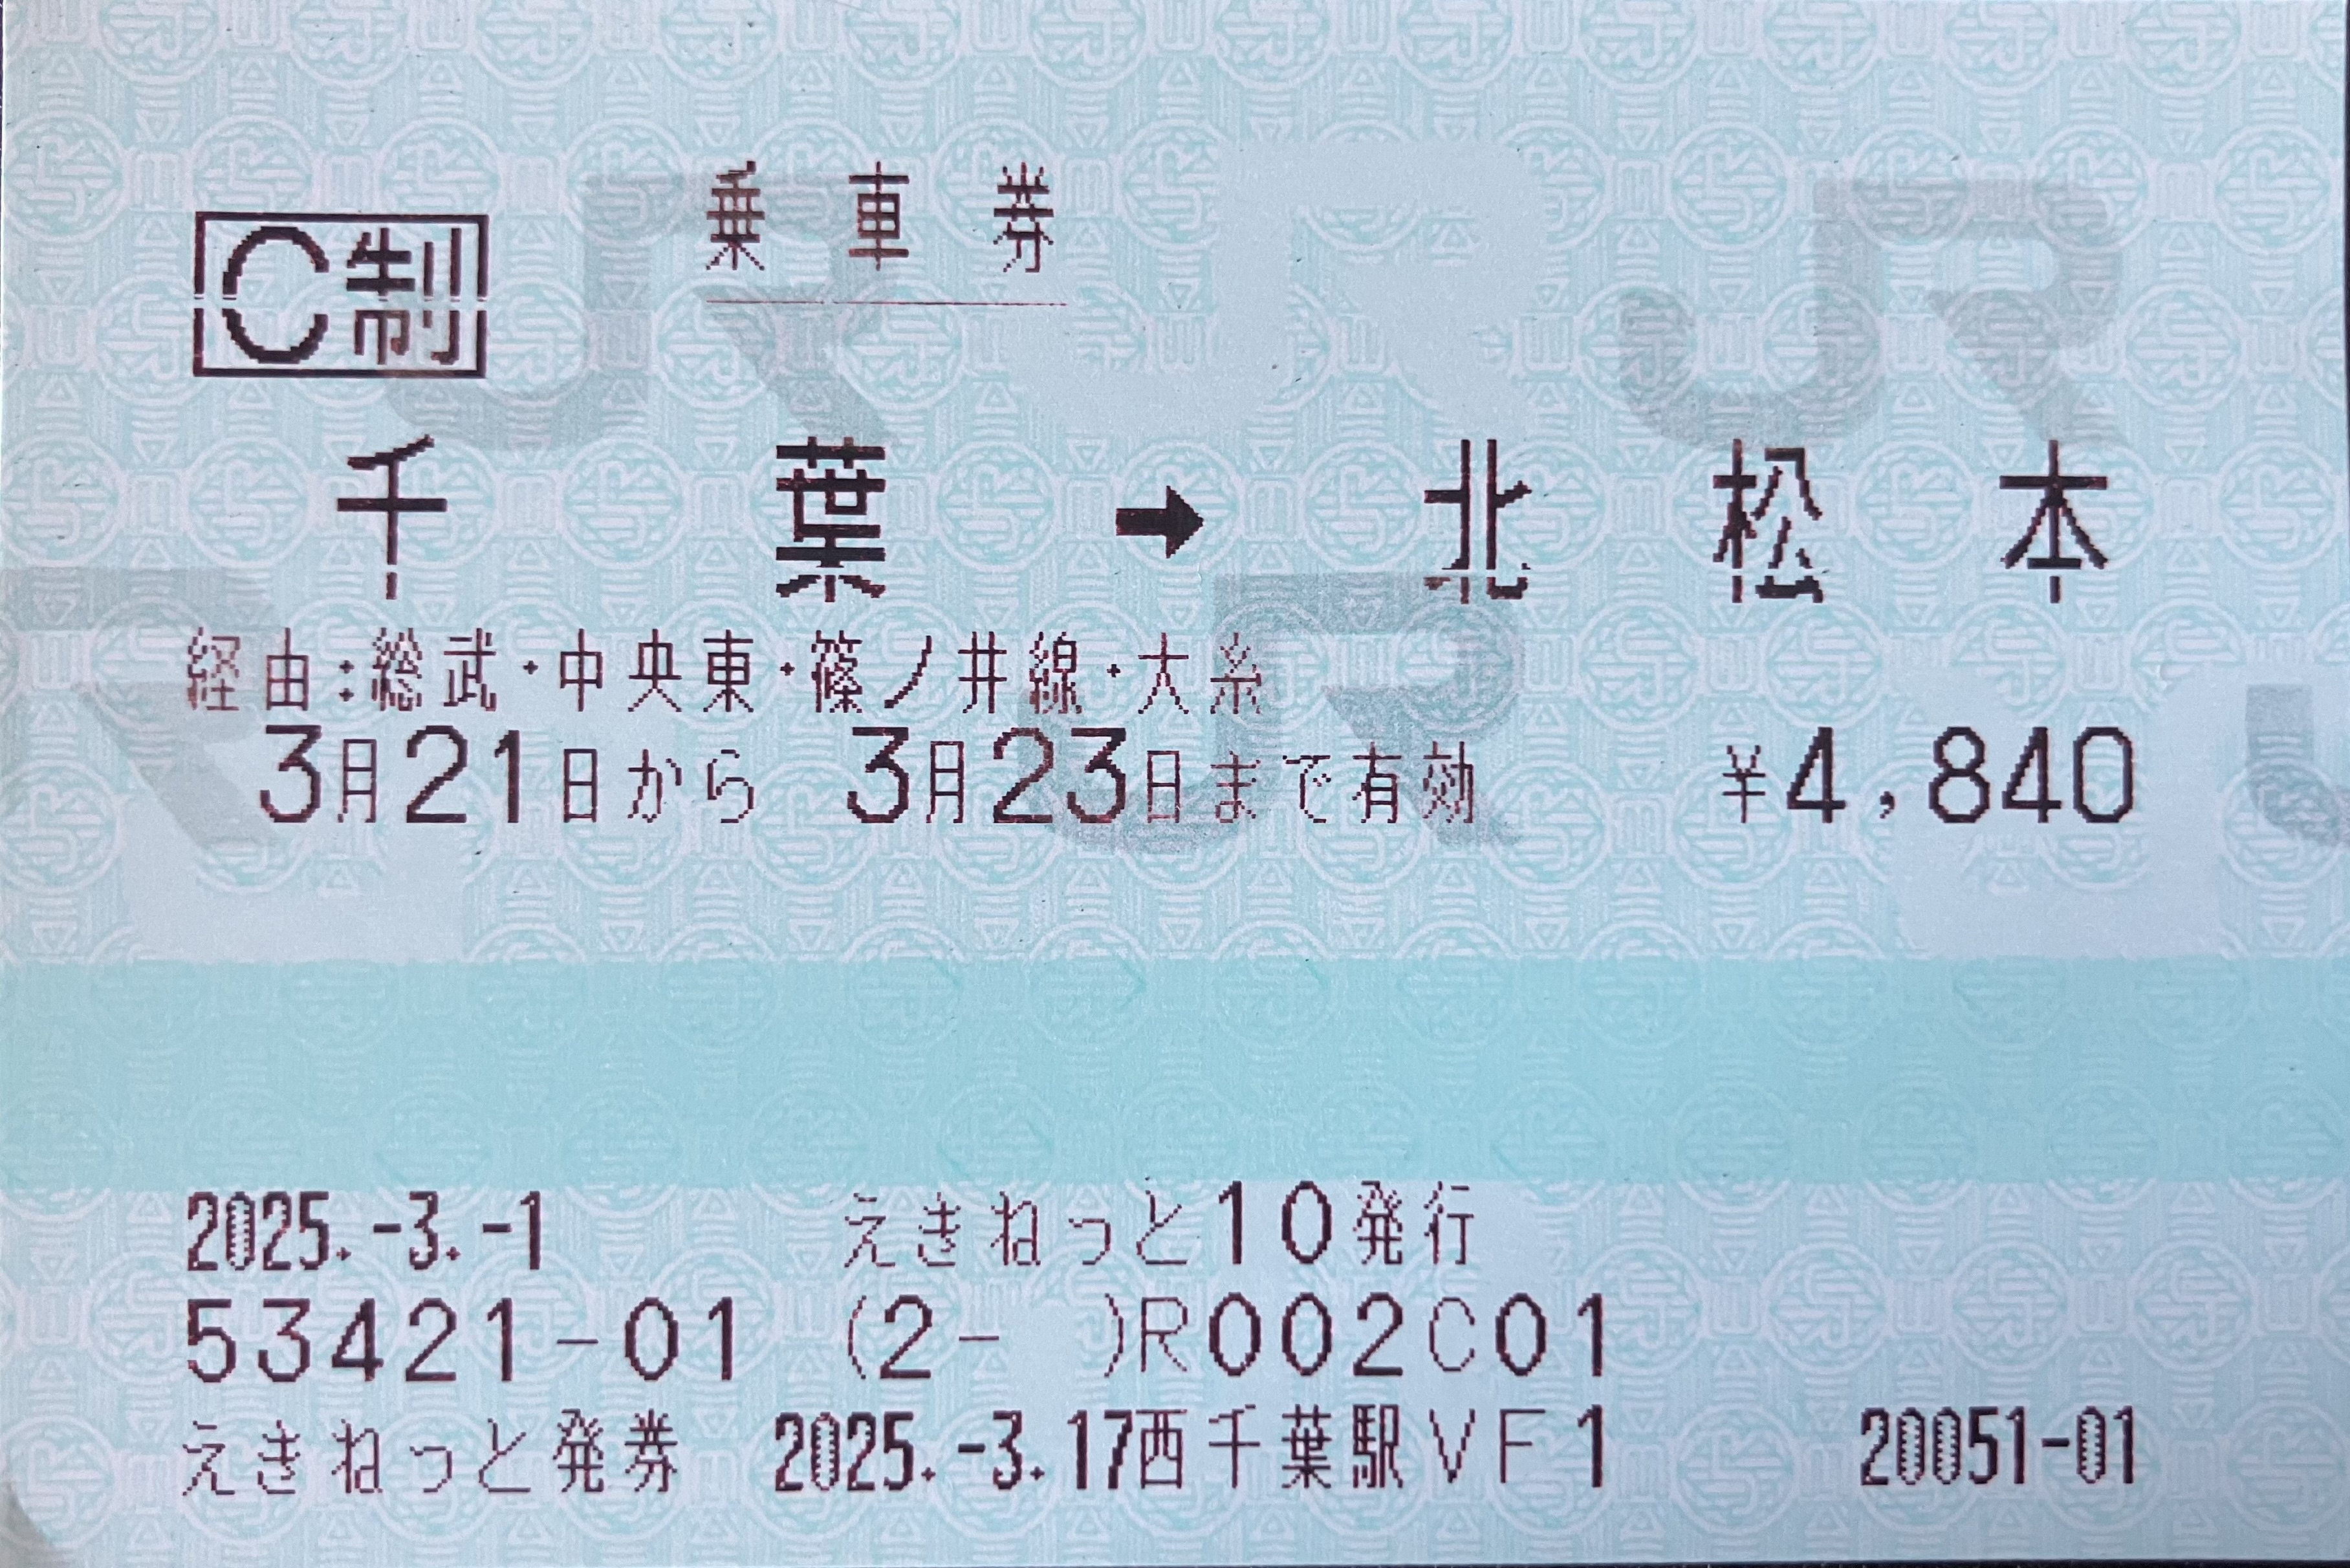 乗車券
C制
千葉 → 北松本
経由:総武・中央東・篠ノ井線・大糸
3月21日から 3月23日まで有効 ¥4,840
2025.-3.-1 えきねっと10発行
53421-01 (2- )R002C01
えきねっと発券 2025.-3.17西千葉駅VF1 20051-01